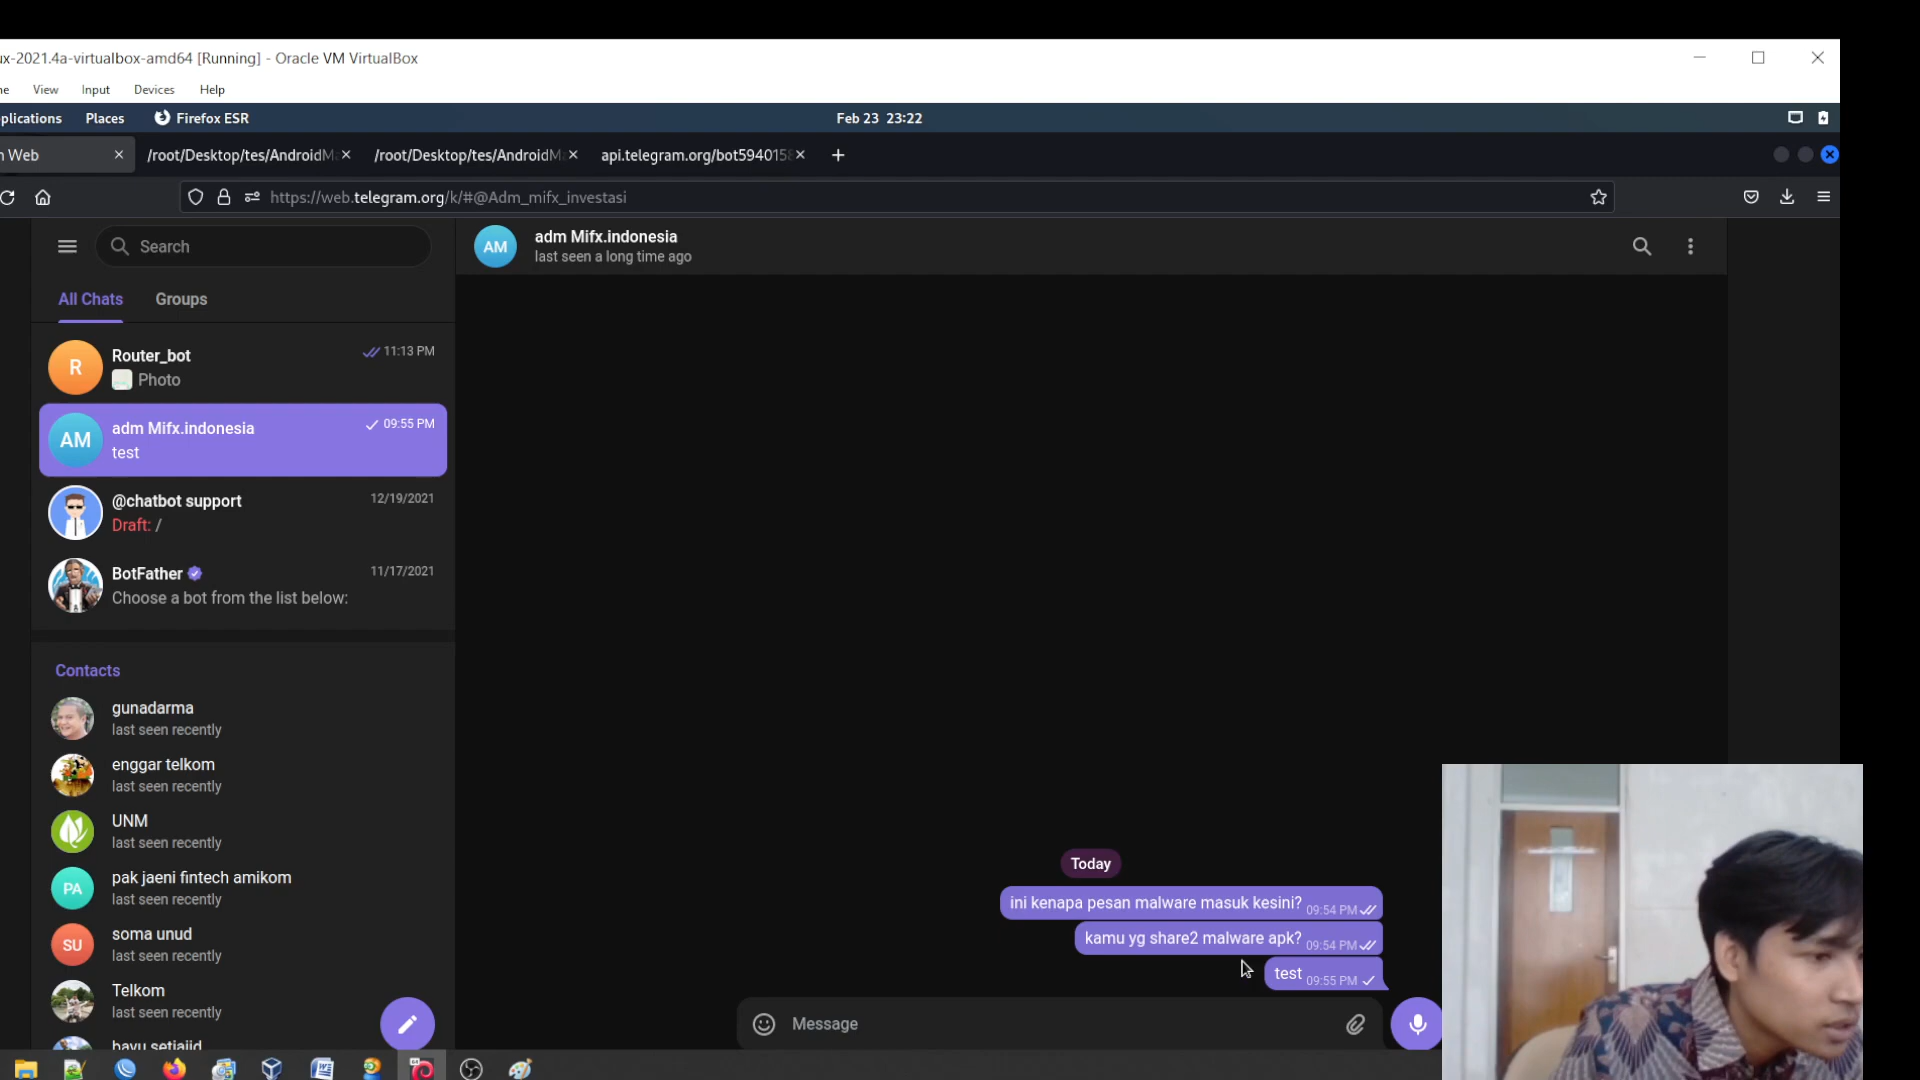 ux-2021.4a-virtualbox-amd64 [Running] - Oracle VM VirtualBox
ne View Input Devices Help
plications Places Firefox ESR Feb 23 23:22
n Web /root/Desktop/tes/AndroidM /root/Desktop/tes/AndroidM api.telegram.org/bot594015
https://web.telegram.org/k/#@Adm_mifx_investasi
Search
AM
adm Mifx.indonesia
last seen a long time ago
All Chats Groups
R
Router_bot 11:13 PM
Photo
AM
adm Mifx.indonesia 09:55 PM
test
@chatbot support 12/19/2021
Draft: /
BotFather 11/17/2021
Choose a bot from the list below:
Contacts
gunadarma
last seen recently
enggar telkom
last seen recently
UNM
last seen recently
PA
pak jaeni fintech amikom
last seen recently
SU
soma unud
last seen recently
Telkom
last seen recently
bayu setiajid
Today
ini kenapa pesan malware masuk kesini? 09:54 PM
kamu yg share2 malware apk? 09:54 PM
test 09:55 PM
Message